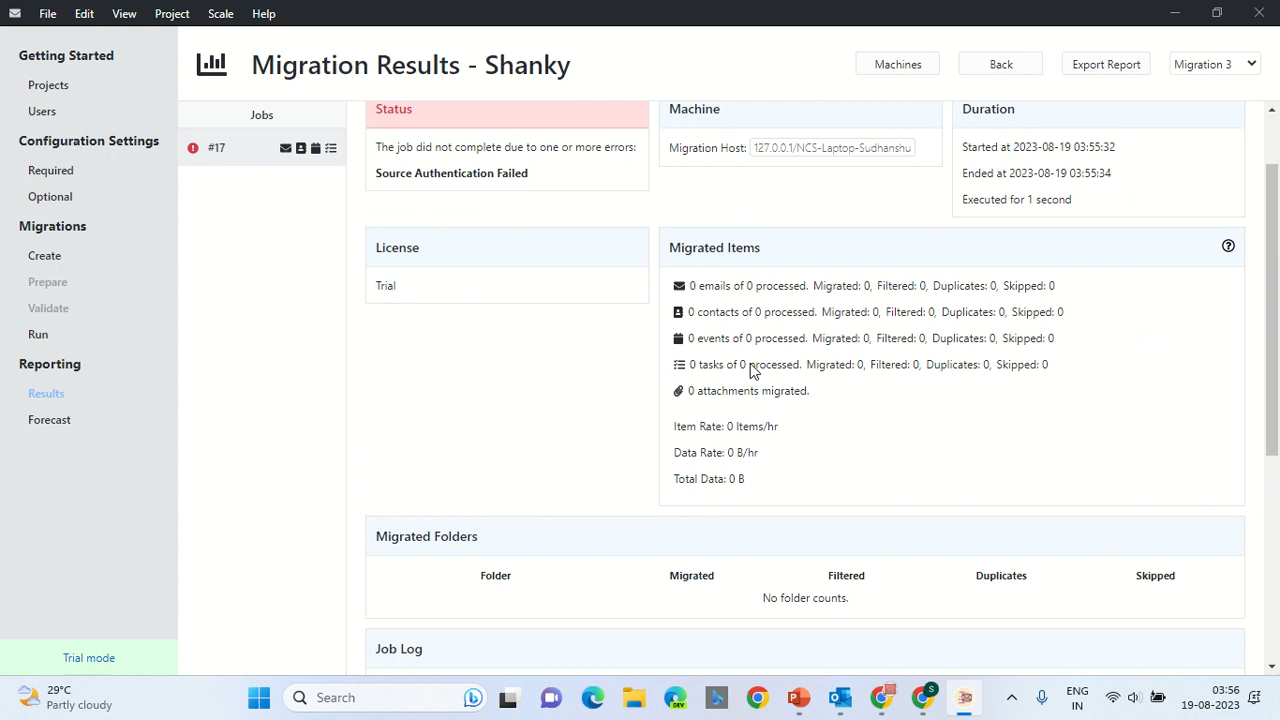 File Edit View Project Scale Help
Getting Started
Projects
Users
Configuration Settings
Required
Optional
Migrations
Create
Prepare
Validate
Run
Reporting
Results
Forecast
Trial mode
Migration Results - Shanky
Machines Back Export Report Migration 3
Jobs
#17
Status
The job did not complete due to one or more errors:
Source Authentication Failed
Machine
Migration Host: 127.0.0.1/NCS-Laptop-Sudhanshu
Duration
Started at 2023-08-19 03:55:32
Ended at 2023-08-19 03:55:34
Executed for 1 second
License
Trial
Migrated Items
0 emails of 0 processed. Migrated: 0, Filtered: 0, Duplicates: 0, Skipped: 0
0 contacts of 0 processed. Migrated: 0, Filtered: 0, Duplicates: 0, Skipped: 0
0 events of 0 processed. Migrated: 0, Filtered: 0, Duplicates: 0, Skipped: 0
0 tasks of 0 processed. Migrated: 0, Filtered: 0, Duplicates: 0, Skipped: 0
0 attachments migrated.
Item Rate: 0 Items/hr
Data Rate: 0 B/hr
Total Data: 0 B
Migrated Folders
Folder Migrated Filtered Duplicates Skipped
No folder counts.
Job Log
29°C
Partly cloudy
Search
DEV
S
ENG
IN
03:56
19-08-2023